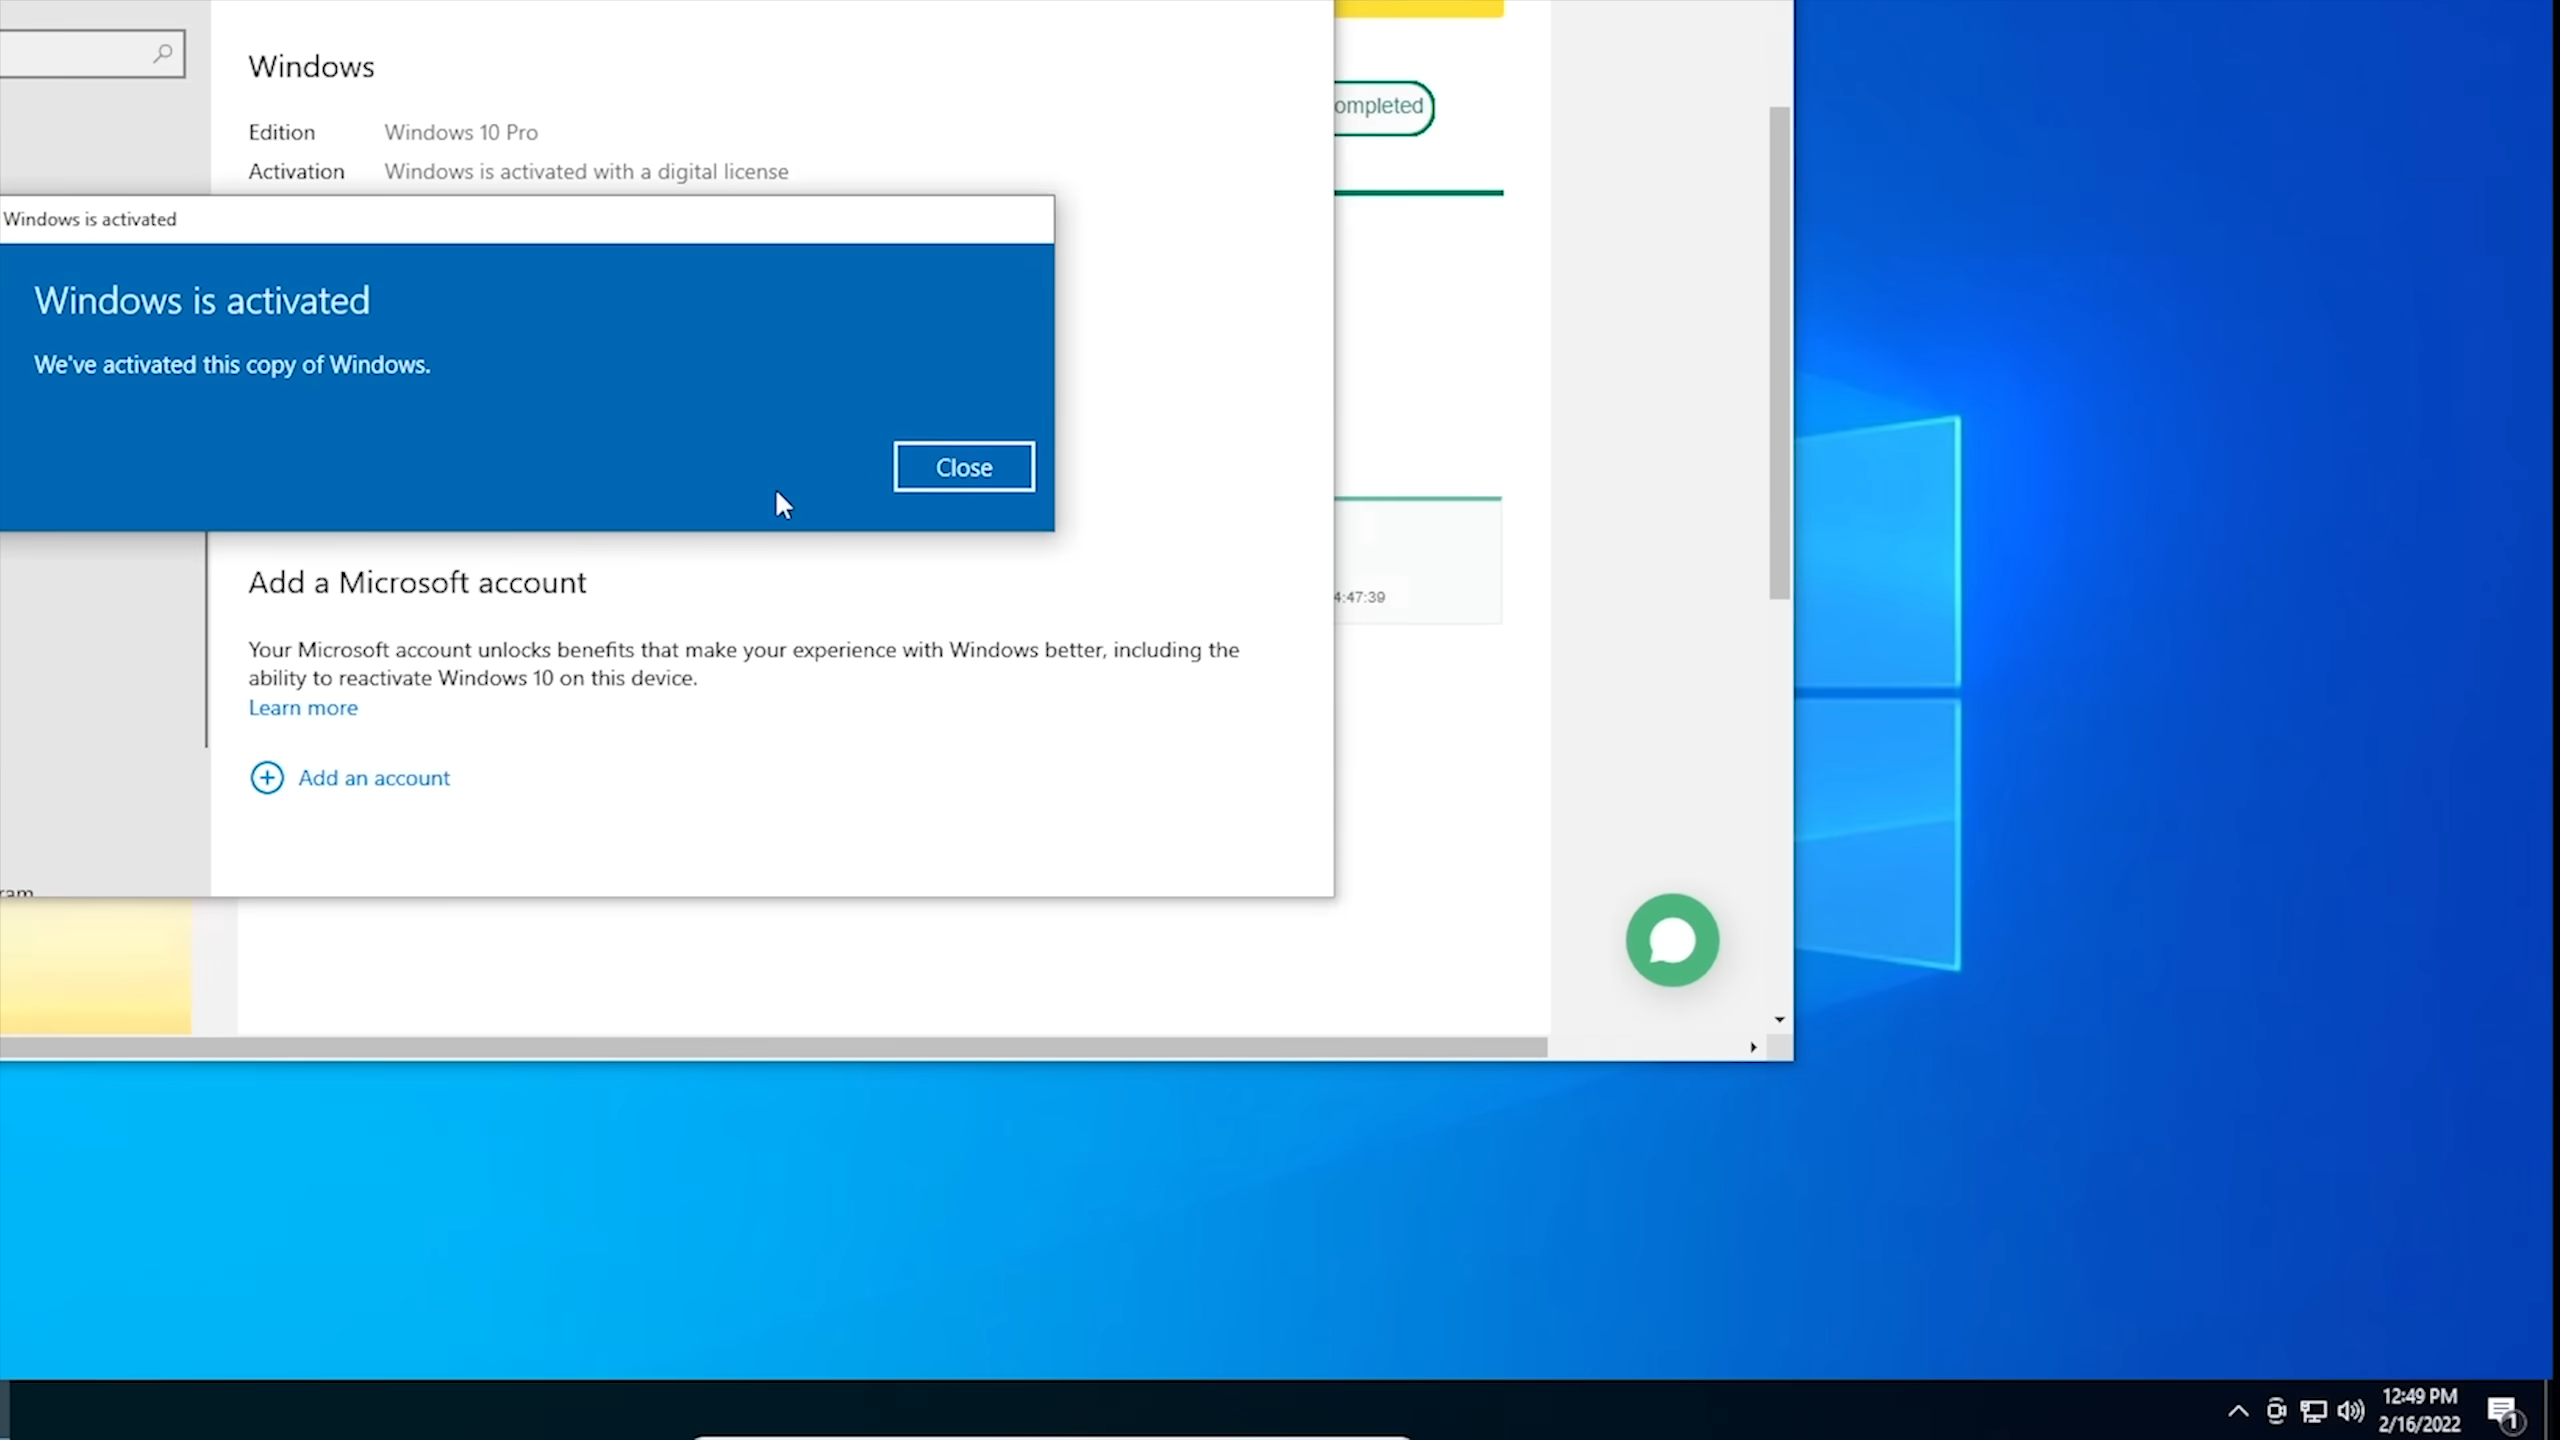 Windows
Edition Windows 10 Pro
ompleted
Activation Windows is activated with a digital license
Windows is activated
Windows is activated
We've activated this copy of Windows.
Close
Add a Microsoft account
4:47:39
Your Microsoft account unlocks benefits that make your experience with Windows better, including the
ability to reactivate Windows 10 on this device.
Learn more
Add an account
ram
12:49 PM
2/16/2022
1